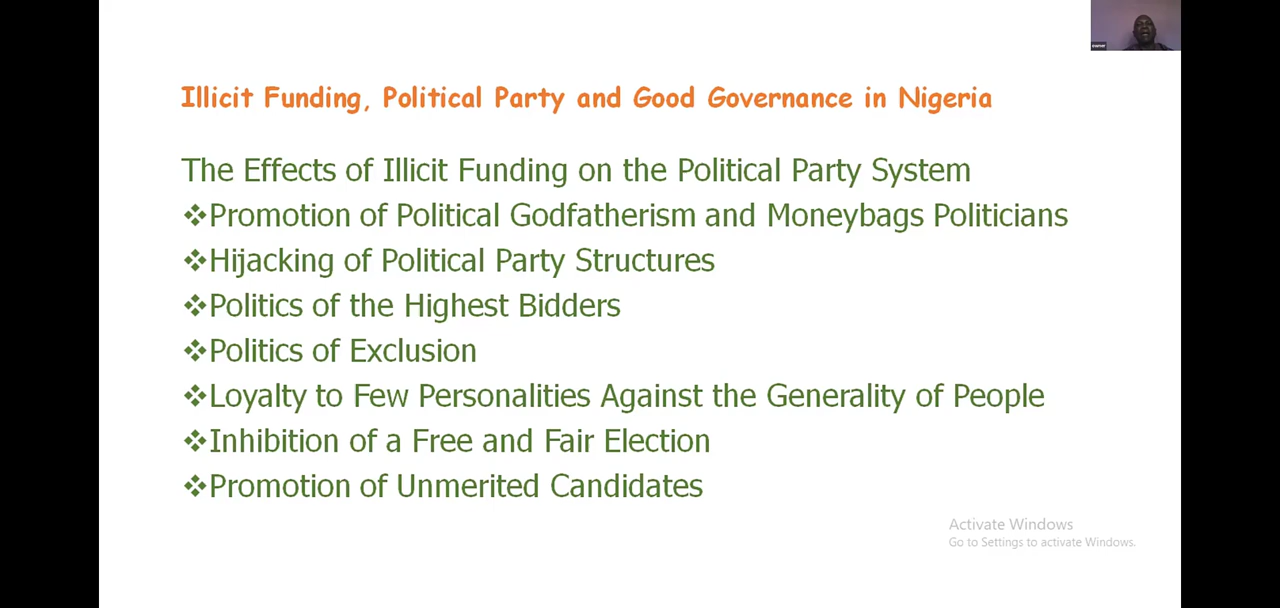 Illicit Funding, Political Party and Good Governance in Nigeria
The Effects of Illicit Funding on the Political Party System
❖Promotion of Political Godfatherism and Moneybags Politicians
❖Hijacking of Political Party Structures
❖Politics of the Highest Bidders
❖Politics of Exclusion
❖Loyalty to Few Personalities Against the Generality of People
❖Inhibition of a Free and Fair Election
❖Promotion of Unmerited Candidates
Activate Windows
Go to Settings to activate Windows.